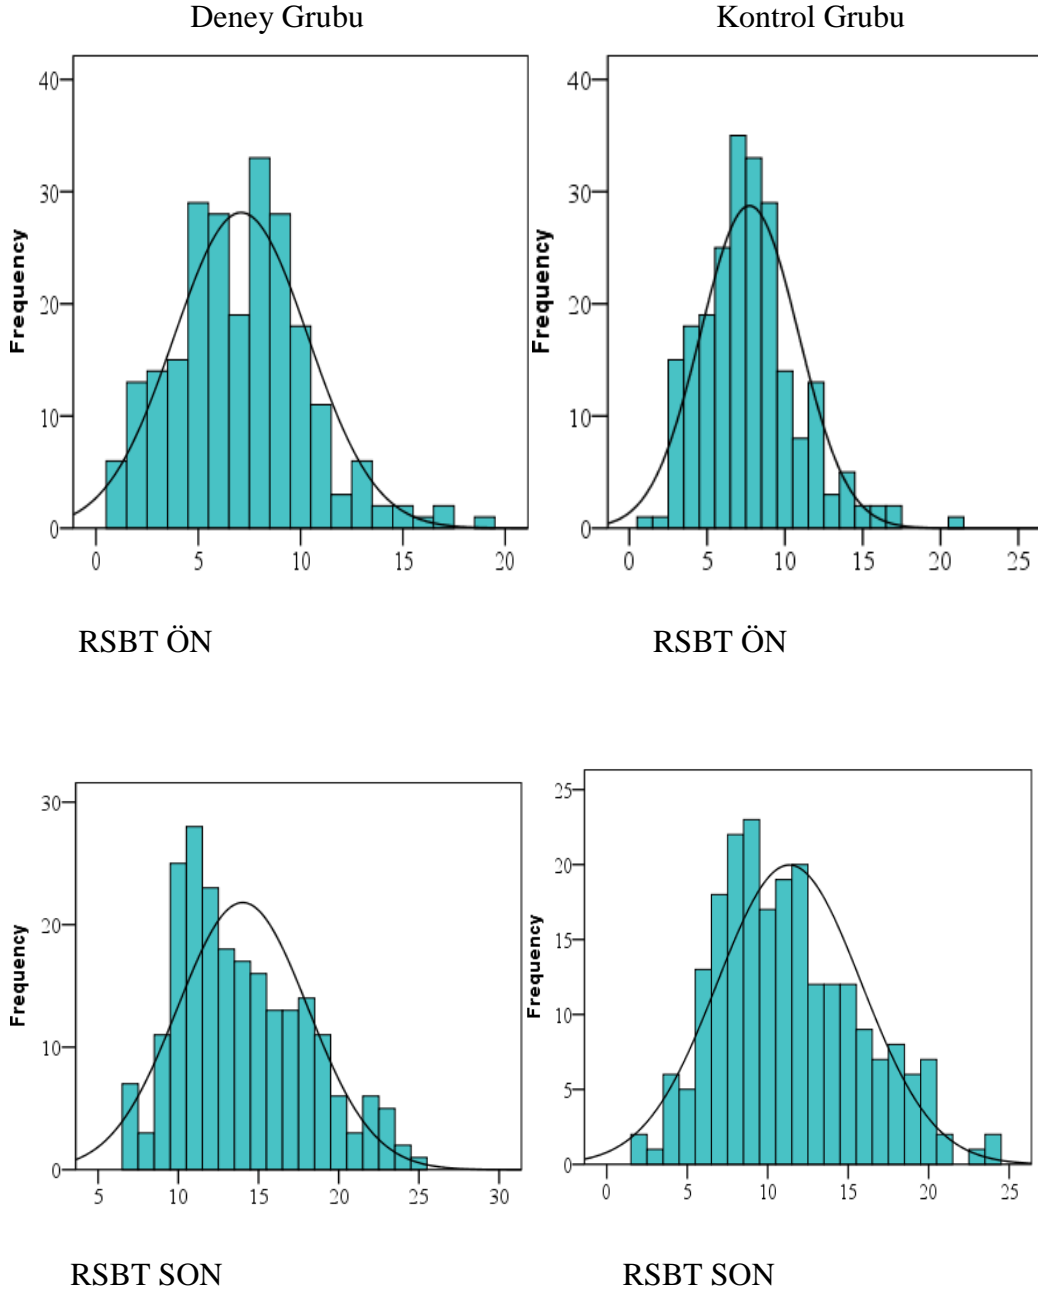 Deney Grubu Kontrol Grubu
40 40
30 30
20 20
10 10
0 0
Frequency Frequency
0 5 10 15 20 0 5 10 15 20 25
RSBT ÖN RSBT ÖN
30 25
20 20
15
10 10
5
0 0
Frequency Frequency
5 10 15 20 25 30 0 5 10 15 20 25
RSBT SON RSBT SON